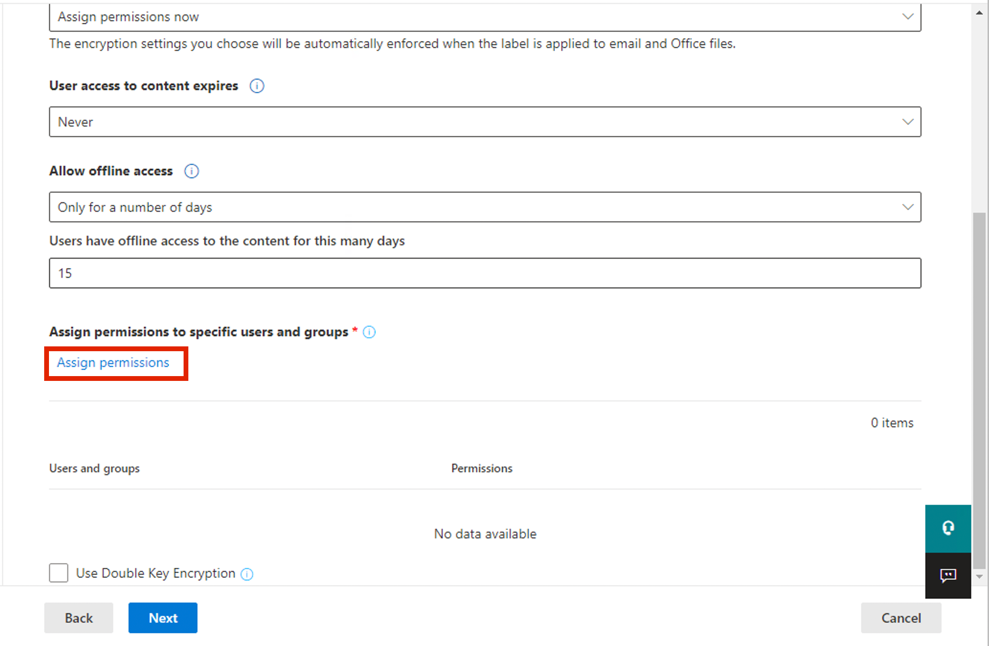 Assign permissions now
The encryption settings you choose will be automatically enforced when the label is applied to email and Office files.
User access to content expires
Never
Allow offline access
Only for a number of days
Users have offline access to the content for this many days
15
Assign permissions to specific users and groups *
Assign permissions
0 items
Users and groups Permissions
No data available
Use Double Key Encryption
Back Next Cancel